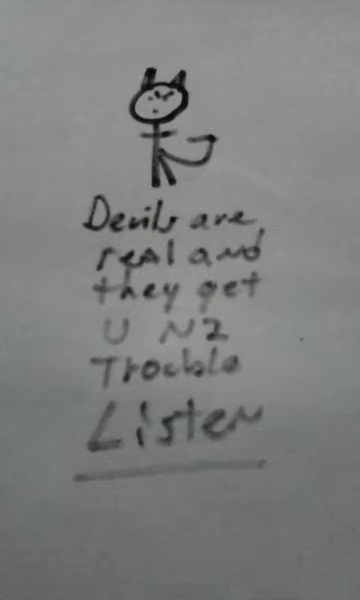 Devils are
real and
they get
U N2
Trouble
Listen